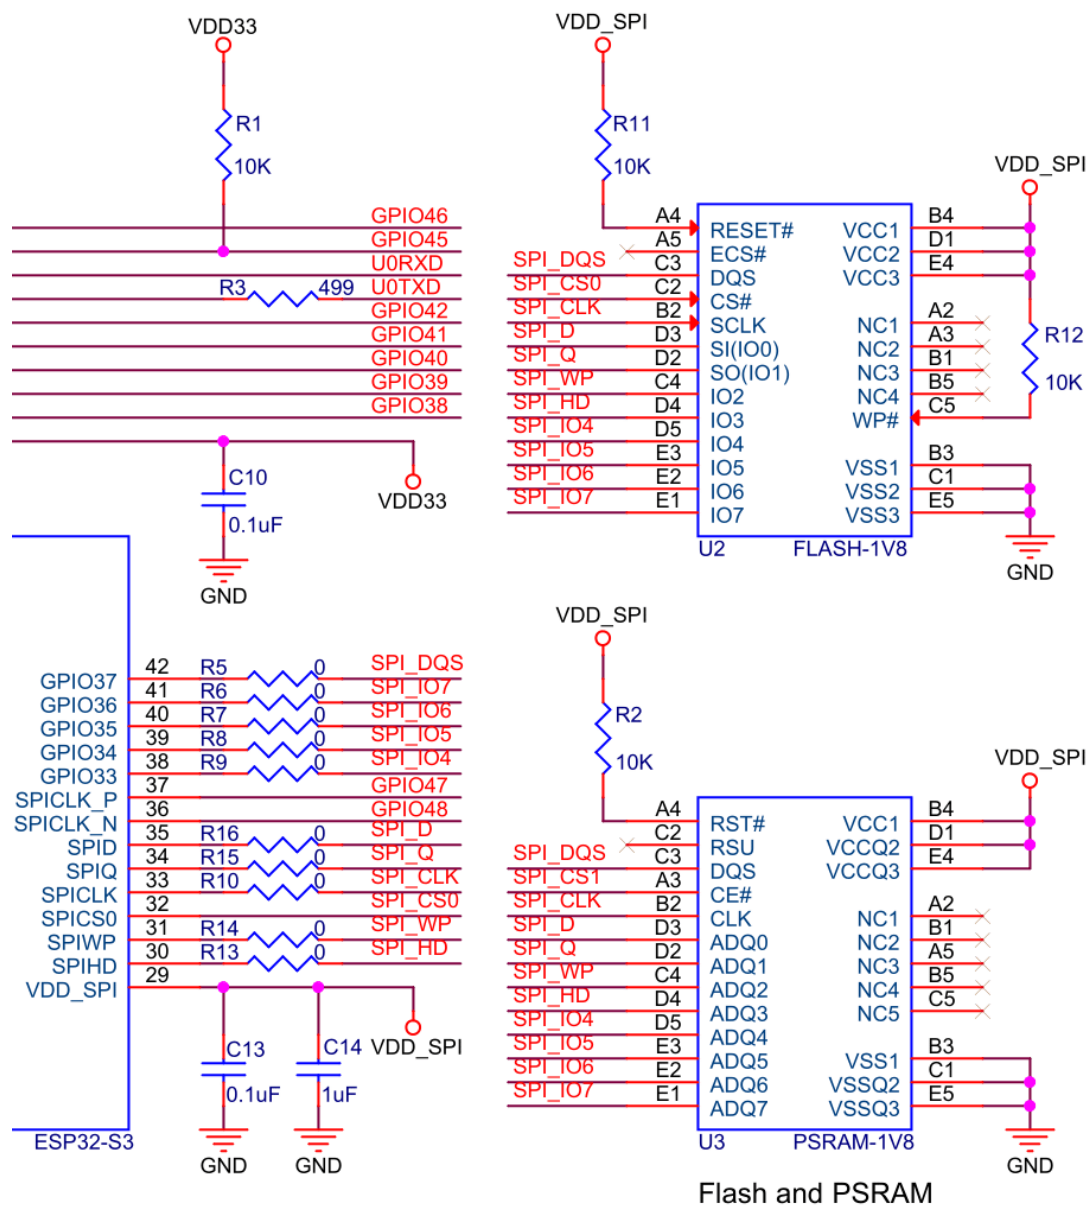 VDD33
R1
10K
GPIO46
GPIO45
U0RXD
U0TXD
R3
499
GPIO42
GPIO41
GPIO40
GPIO39
GPIO38
C10
0.1uF
GND
VDD33
VDD_SPI
R11
10K
SPI_DQS
SPI_CS0
SPI_CLK
SPI_D
SPI_Q
SPI_WP
SPI_HD
SPI_IO4
SPI_IO5
SPI_IO6
SPI_IO7
A4 RESET#
A5 ECS#
C3 DQS
C2 CS#
B2 SCLK
D3 SI(IO0)
D2 SO(IO1)
C4 IO2
D4 IO3
D5 IO4
E3 IO5
E2 IO6
E1 IO7
VCC1 B4
VCC2 D1
VCC3 E4
NC1 A2
NC2 A3
NC3 B1
NC4 B5
WP# C5
VSS1 B3
VSS2 C1
VSS3 E5
U2
FLASH-1V8
VDD_SPI
R12
10K
GND
GPIO37 42 R5 0 SPI_DQS
GPIO36 41 R6 0 SPI_IO7
GPIO35 40 R7 0 SPI_IO6
GPIO34 39 R8 0 SPI_IO5
GPIO33 38 R9 0 SPI_IO4
SPICLK_P 37 GPIO47
SPICLK_N 36 GPIO48
SPID 35 R16 0 SPI_D
SPIQ 34 R15 0 SPI_Q
SPICLK 33 R10 0 SPI_CLK
SPICS0 32 SPI_CS0
SPIWP 31 R14 0 SPI_WP
SPIHD 30 R13 0 SPI_HD
VDD_SPI 29
C13
0.1uF
C14
1uF
VDD_SPI
ESP32-S3
GND
GND
VDD_SPI
R2
10K
SPI_DQS
SPI_CS1
SPI_CLK
SPI_D
SPI_Q
SPI_WP
SPI_HD
SPI_IO4
SPI_IO5
SPI_IO6
SPI_IO7
A4 RST#
C2 RSU
C3 DQS
A3 CE#
B2 CLK
D3 ADQ0
D2 ADQ1
C4 ADQ2
D4 ADQ3
D5 ADQ4
E3 ADQ5
E2 ADQ6
E1 ADQ7
VCC1 B4
VCCQ2 D1
VCCQ3 E4
NC1 A2
NC2 B1
NC3 A5
NC4 B5
NC5 C5
VSS1 B3
VSSQ2 C1
VSSQ3 E5
U3
PSRAM-1V8
VDD_SPI
GND
Flash and PSRAM